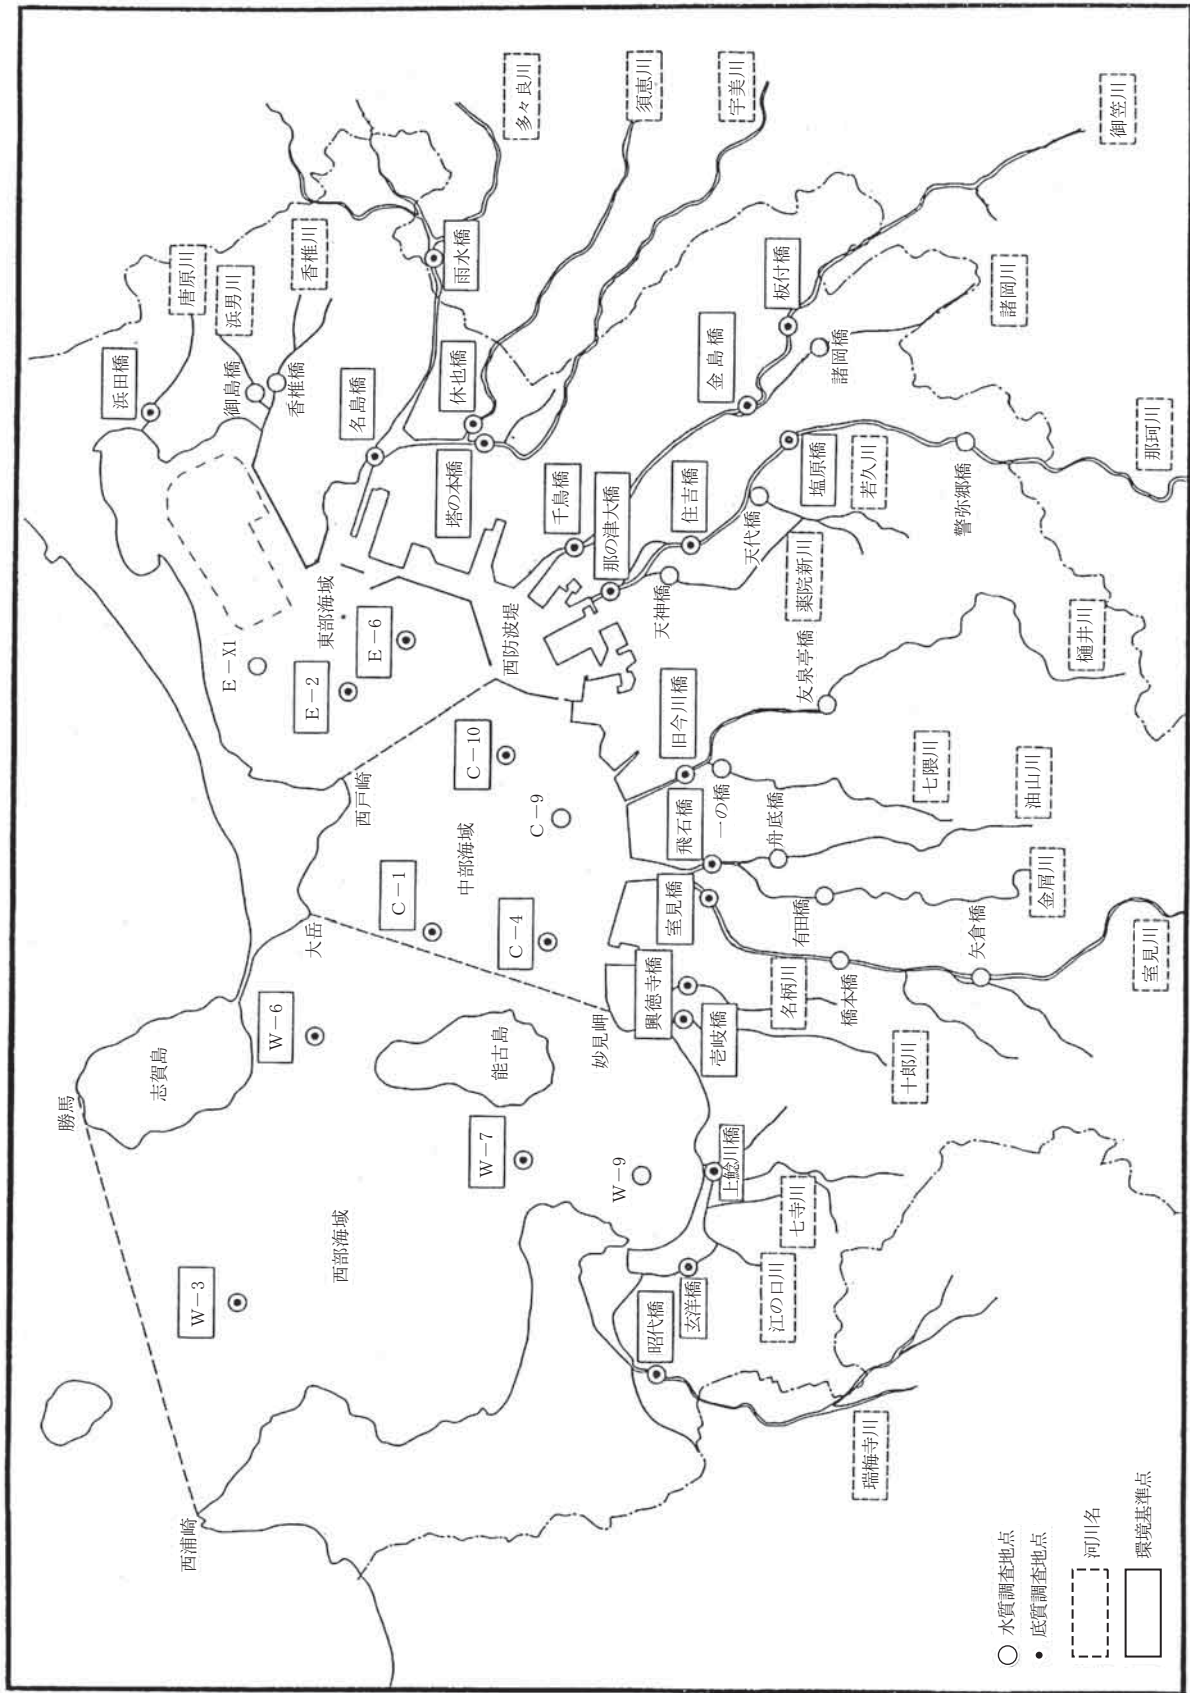 勝馬
志賀島
西浦崎
W－3
西部海域
W－6
大岳
W－7
能古島
W－9
妙見岬
C－1
中部海域
C－4
西戸崎
C－10
C－9
E－X1
E－2
東部海域
E－6
西防波堤
浜田橋
唐原川
浜男川
御島橋
香椎橋
香椎川
名島橋
雨水橋
多々良川
休也橋
須恵川
塔の本橋
宇美川
千鳥橋
金島橋
板付橋
御笠川
諸岡橋
諸岡川
那の津大橋
住吉橋
塩原橋
警弥郷橋
那珂川
天神橋
天代橋
若久川
薬院新川
旧今川橋
友泉亭橋
樋井川
一の橋
七隈川
飛石橋
舟底橋
油山川
有田橋
金屑川
室見橋
橋本橋
矢倉橋
室見川
興徳寺橋
名柄川
壱岐橋
十郎川
上鯰川橋
七寺川
玄洋橋
江の口川
昭代橋
瑞梅寺川
水質調査地点
底質調査地点
河川名
環境基準点